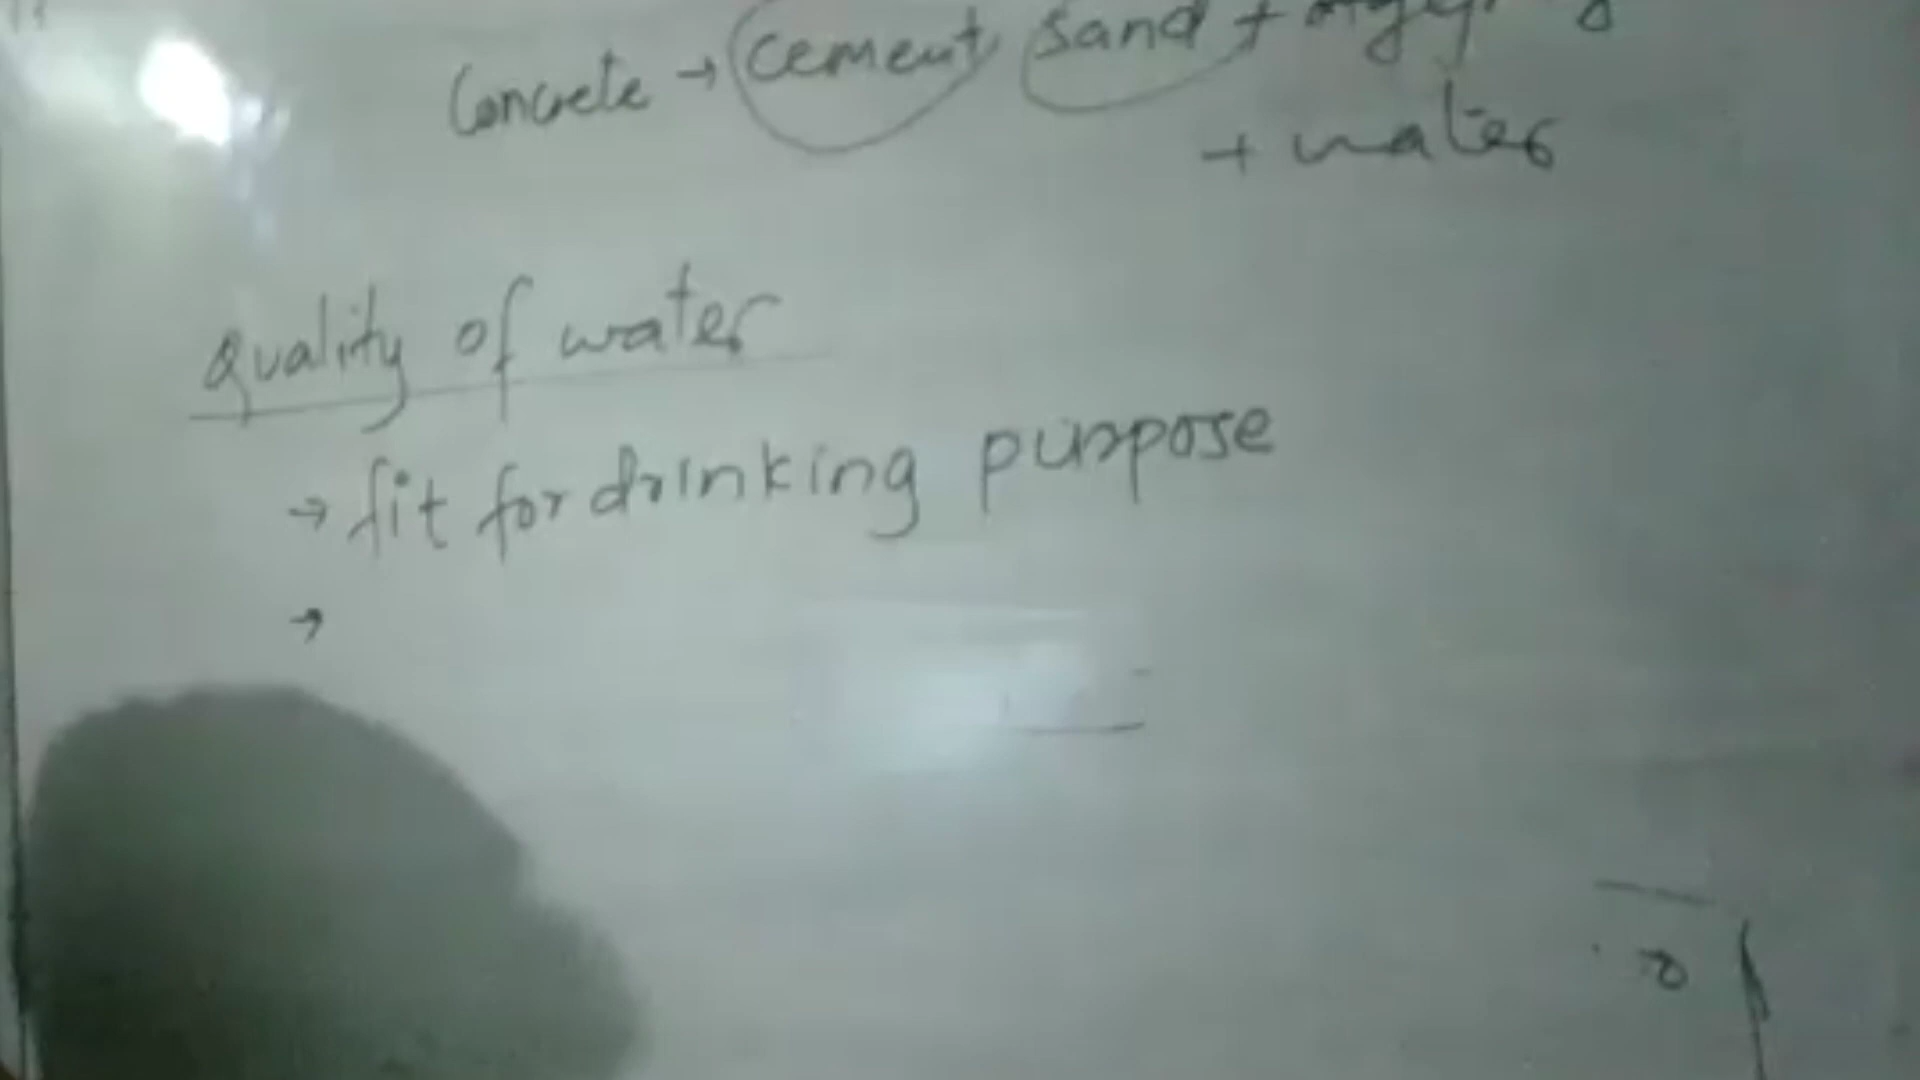 Concrete → cement sand +
+ water
Quality of water
→ fit for drinking purpose
→